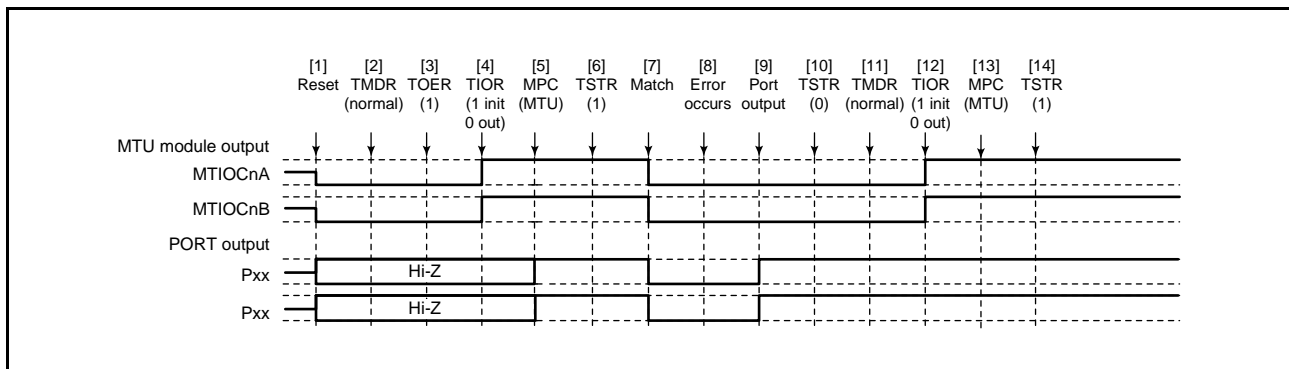 [1] [2] [3] [4] [5] [6] [7] [8] [9] [10] [11] [12] [13] [14]
Reset TMDR TOER TIOR MPC TSTR Match Error Port TSTR TMDR TIOR MPC TSTR
(normal) (1) (1 init (MTU) (1) occurs output (0) (normal) (1 init (MTU) (1)
0 out) 0 out)
MTU module output
MTIOCnA
MTIOCnB
PORT output
Pxx Hi-Z
Pxx Hi-Z